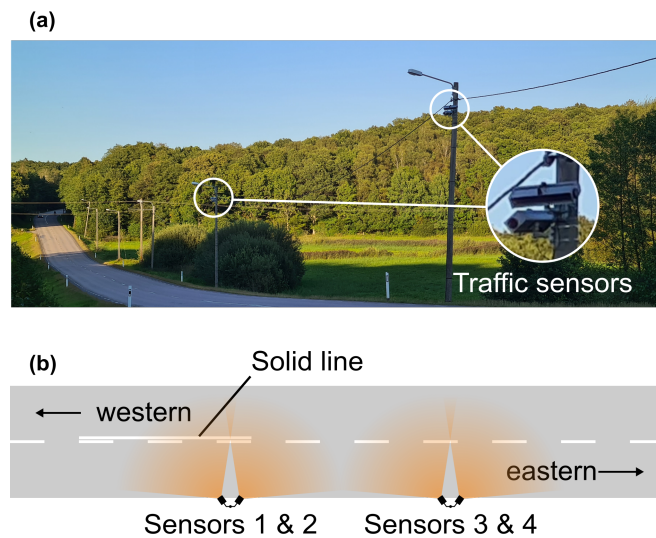 (a)
Traffic sensors
(b)
Solid line
western
eastern
Sensors 1 & 2
Sensors 3 & 4